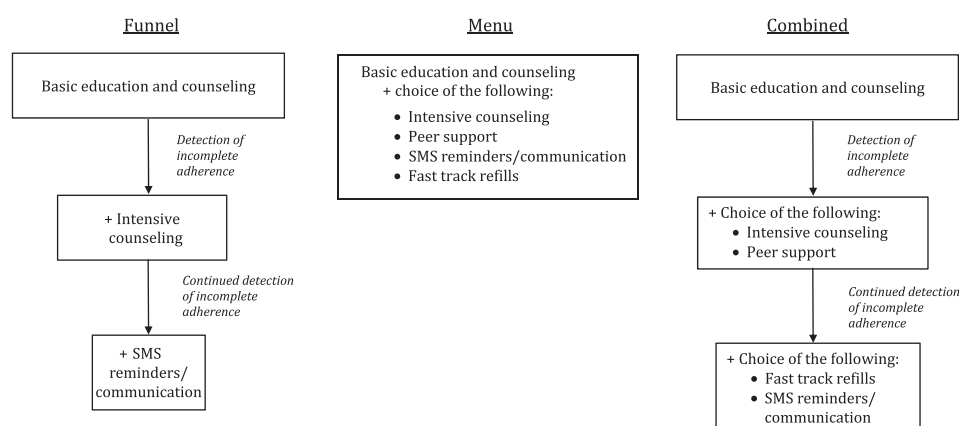 Funnel
Basic education and counseling
Detection of
incomplete
adherence
+ Intensive
counseling
Continued detection
of incomplete
adherence
+ SMS
reminders/
communication
Menu
Basic education and counseling
+ choice of the following:
• Intensive counseling
• Peer support
• SMS reminders/communication
• Fast track refills
Combined
Basic education and counseling
Detection of
incomplete
adherence
+ Choice of the following:
• Intensive counseling
• Peer support
Continued detection
of incomplete
adherence
+ Choice of the following:
• Fast track refills
• SMS reminders/
communication